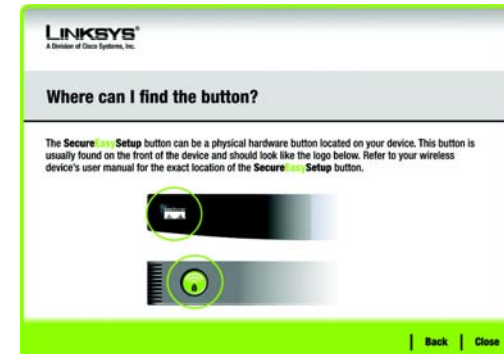 LINKSYS®
A Division of Cisco Systems, Inc.
Where can I find the button?
The SecureEasySetup button can be a physical hardware button located on your device. This button is
usually found on the front of the device and should look like the logo below. Refer to your wireless
device's user manual for the exact location of the SecureEasySetup button.
Back | Close